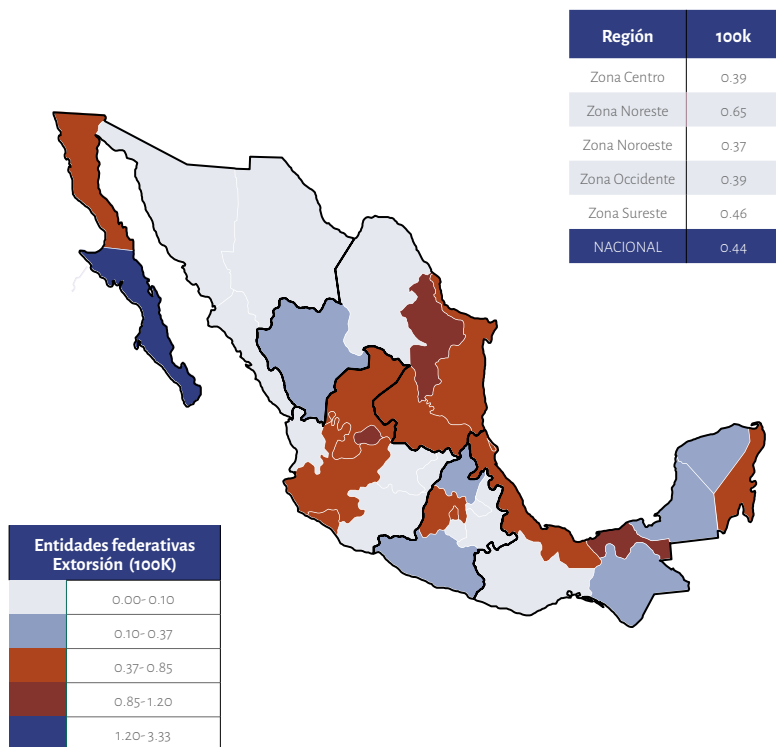 Región 100k
Zona Centro 0.39
Zona Noreste 0.65
Zona Noroeste 0.37
Zona Occidente 0.39
Zona Sureste 0.46
NACIONAL 0.44
Entidades federativas
Extorsión (100K)
0.00- 0.10
0.10- 0.37
0.37- 0.85
0.85-1.20
1.20-3.33